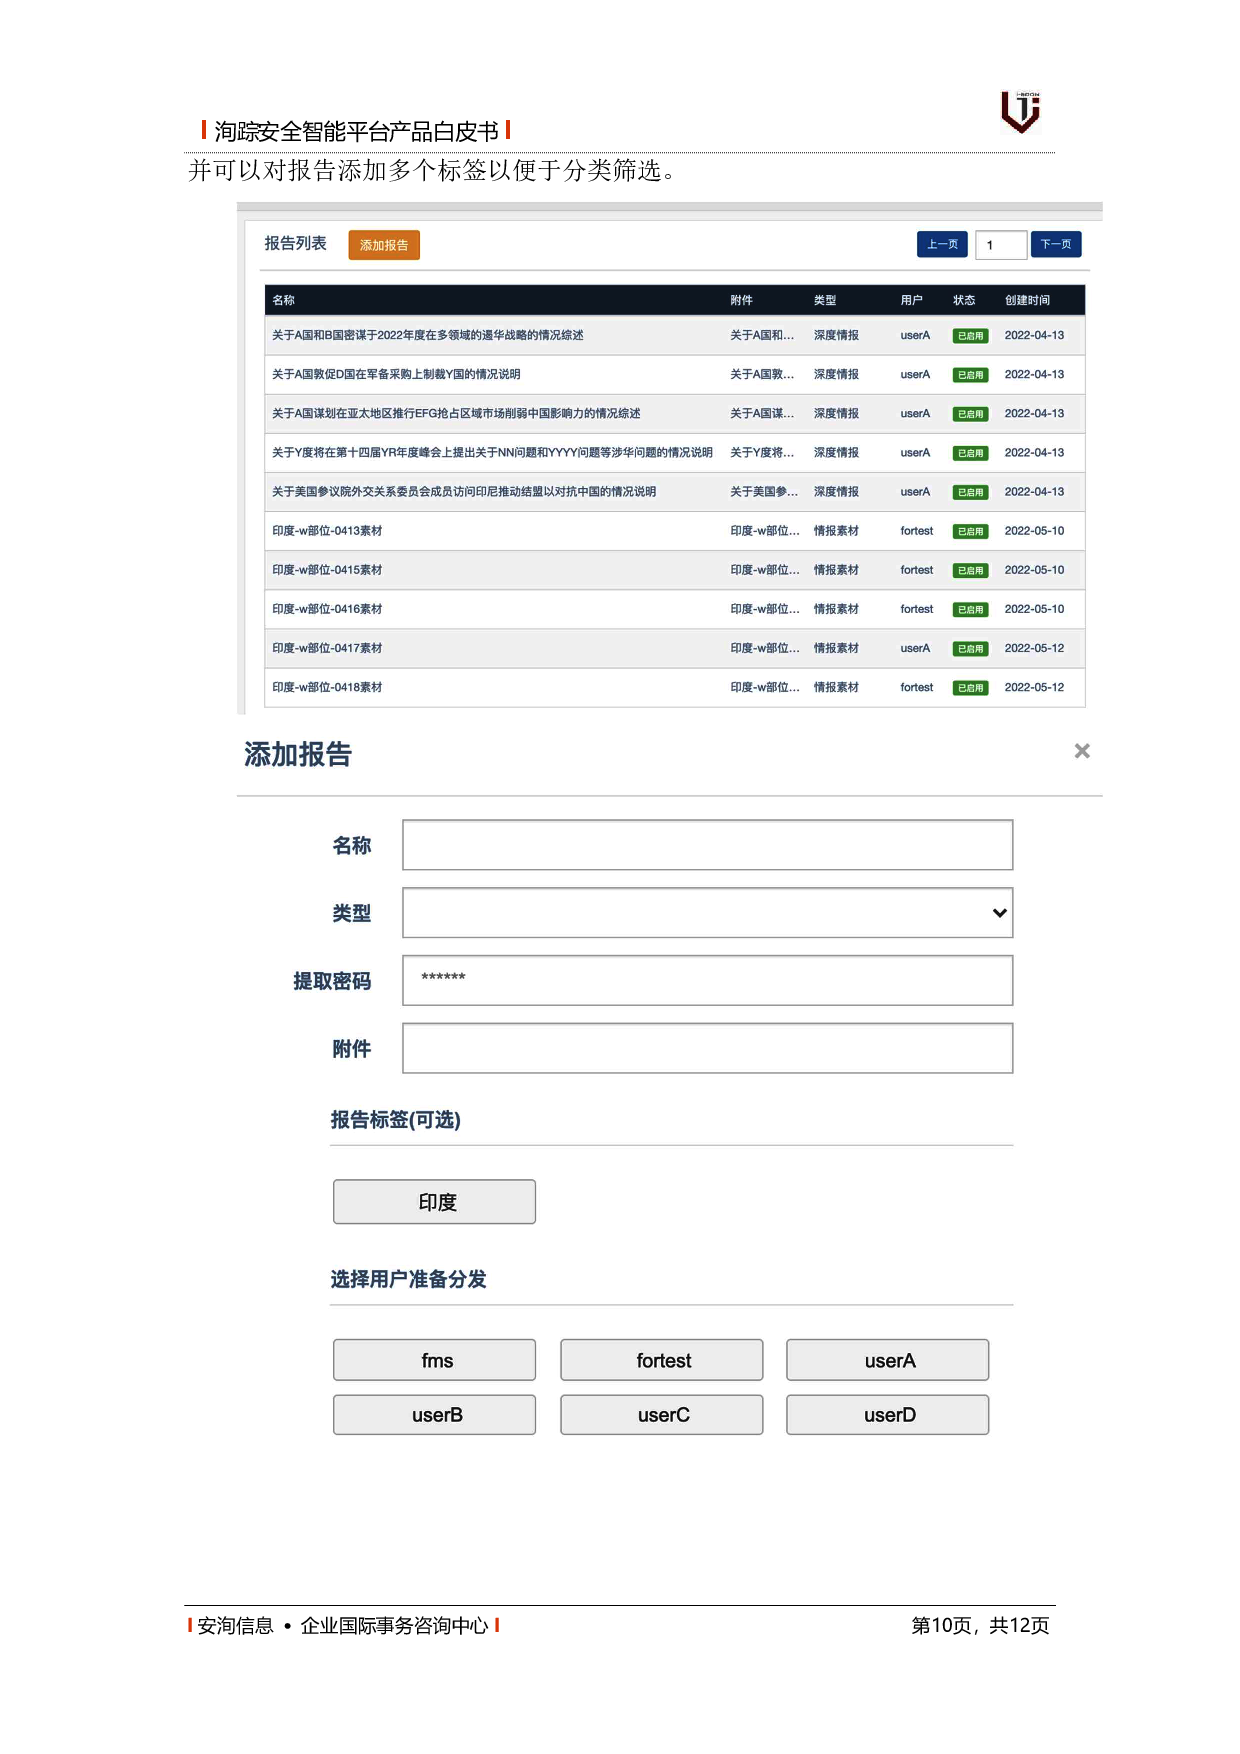 i-SOON
洵踪安全智能平台产品白皮书
并可以对报告添加多个标签以便于分类筛选。
报告列表 添加报告 上一页 1 下一页
名称 附件 类型 用户 状态 创建时间
关于A国和B国密谋于2022年度在多领域的遏华战略的情况综述 关于A国和... 深度情报 userA 已启用 2022-04-13
关于A国敦促D国在军备采购上制裁Y国的情况说明 关于A国敦... 深度情报 userA 已启用 2022-04-13
关于A国谋划在亚太地区推行EFG抢占区域市场削弱中国影响力的情况综述 关于A国谋... 深度情报 userA 已启用 2022-04-13
关于Y度将在第十四届YR年度峰会上提出关于NN问题和YYYY问题等涉华问题的情况说明 关于Y度将... 深度情报 userA 已启用 2022-04-13
关于美国参议院外交关系委员会成员访问印尼推动结盟以对抗中国的情况说明 关于美国参... 深度情报 userA 已启用 2022-04-13
印度-w部位-0413素材 印度-w部位... 情报素材 fortest 已启用 2022-05-10
印度-w部位-0415素材 印度-w部位... 情报素材 fortest 已启用 2022-05-10
印度-w部位-0416素材 印度-w部位... 情报素材 fortest 已启用 2022-05-10
印度-w部位-0417素材 印度-w部位... 情报素材 userA 已启用 2022-05-12
印度-w部位-0418素材 印度-w部位... 情报素材 fortest 已启用 2022-05-12
添加报告 ×
名称
类型
提取密码 ******
附件
报告标签(可选)
印度
选择用户准备分发
fms fortest userA
userB userC userD
安洵信息 • 企业国际事务咨询中心 第10页，共12页